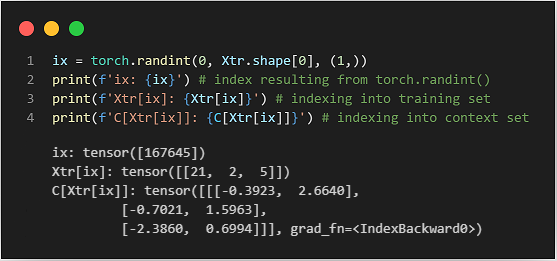 1 ix = torch.randint(0, Xtr.shape[0], (1,))
2 print(f'ix: {ix}') # index resulting from torch.randint()
3 print(f'Xtr[ix]: {Xtr[ix]}') # indexing into training set
4 print(f'C[Xtr[ix]]: {C[Xtr[ix]]}') # indexing into context set
ix: tensor([167645])
Xtr[ix]: tensor([[21,  2,  5]])
C[Xtr[ix]]: tensor([[[-0.3923,  2.6640],
         [-0.7021,  1.5963],
         [-2.3860,  0.6994]]], grad_fn=<IndexBackward0>)